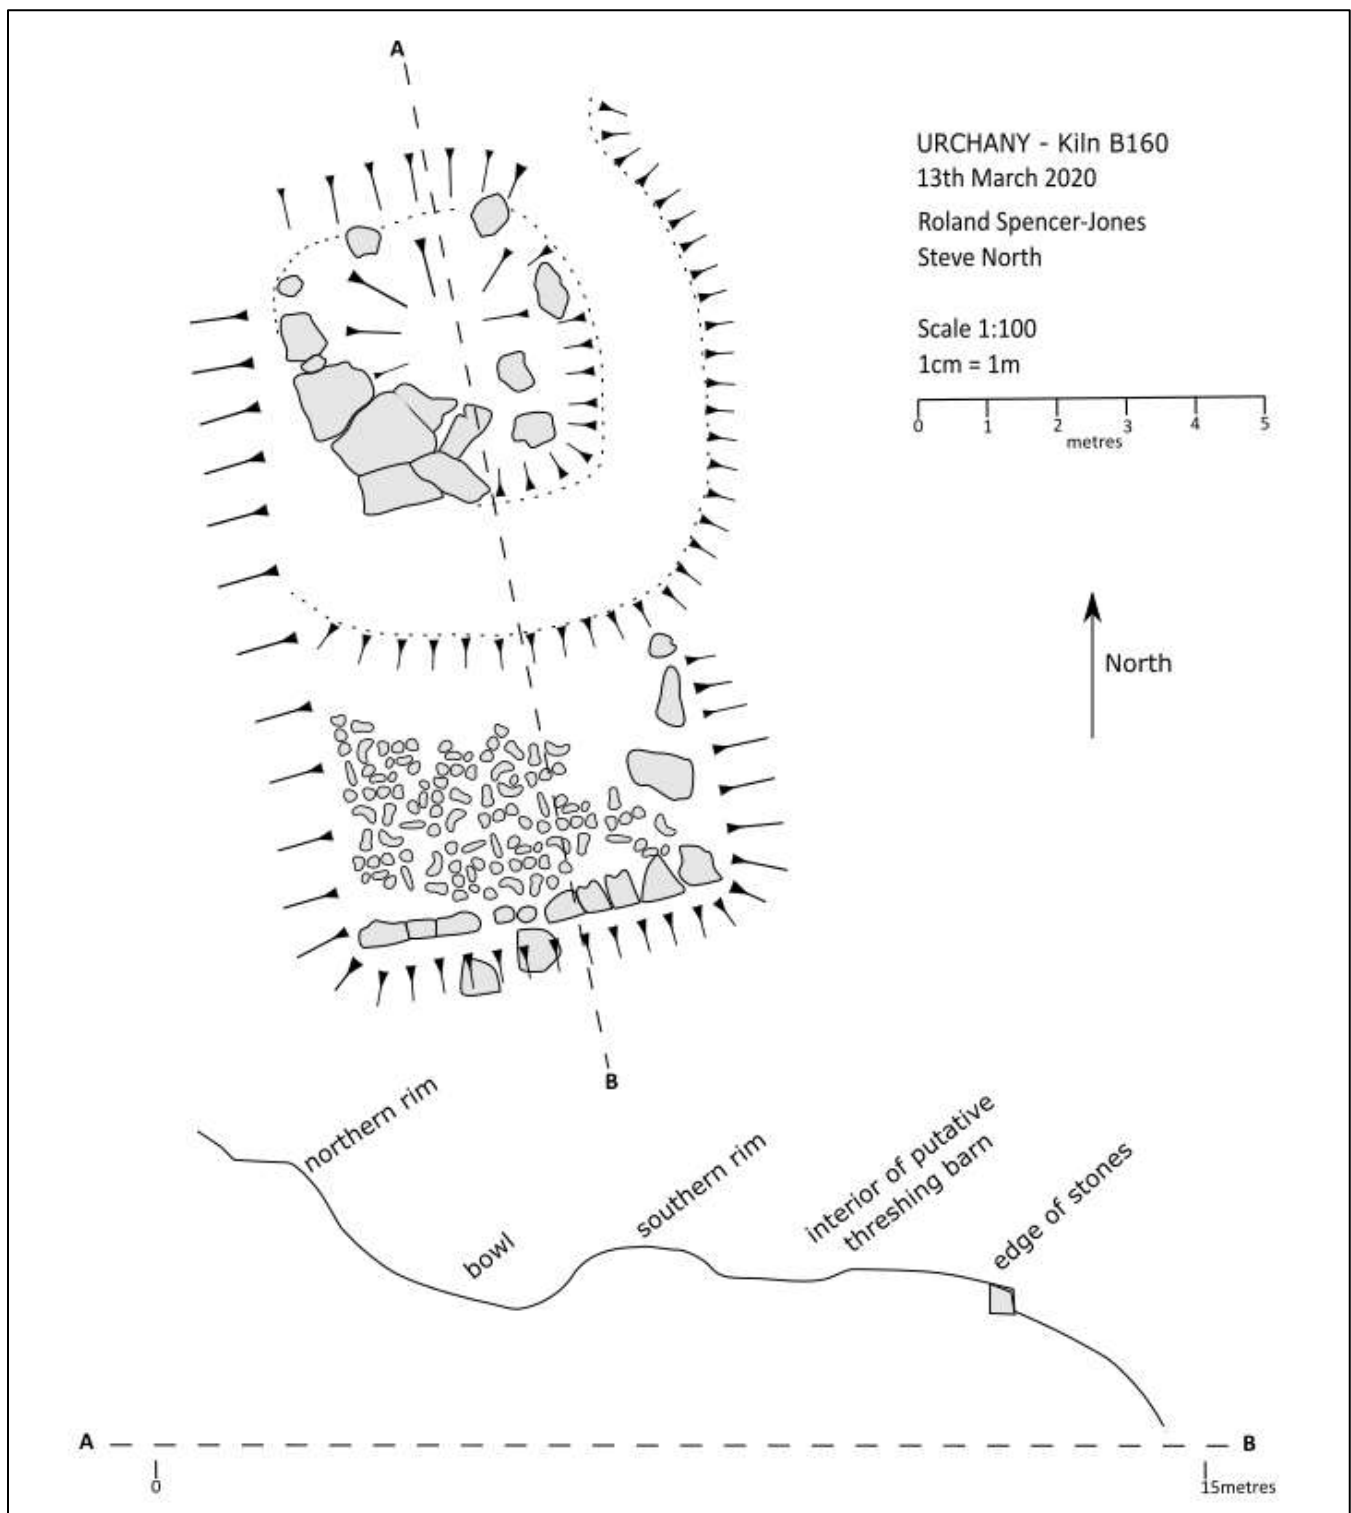 A
URCHANY - Kiln B160
13th March 2020
Roland Spencer-Jones
Steve North
Scale 1:100
1cm = 1m
0 1 2 3 4 5
metres
North
B
northern rim
bowl
southern rim
interior of putative
threshing barn
edge of stones
A B
0 15metres